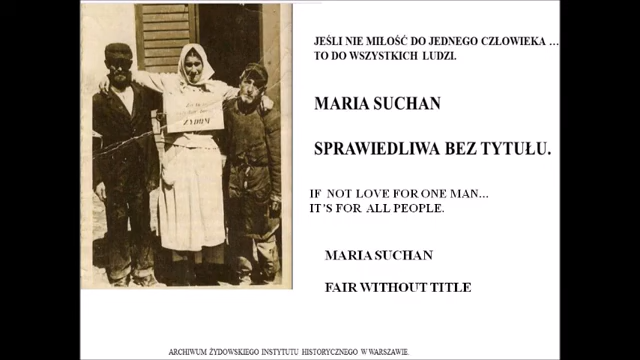 JEŚLI NIE MIŁOŚĆ DO JEDNEGO CZŁOWIEKA ...
TO DO WSZYSTKICH LUDZI.
MARIA SUCHAN
SPRAWIEDLIWA BEZ TYTUŁU.
IF NOT LOVE FOR ONE MAN...
IT'S FOR ALL PEOPLE.
MARIA SUCHAN
FAIR WITHOUT TITLE
ŻYDOM
ARCHIWUM ŻYDOWSKIEGO INSTYTUTU HISTORYCZNEGO W WARSZAWIE.